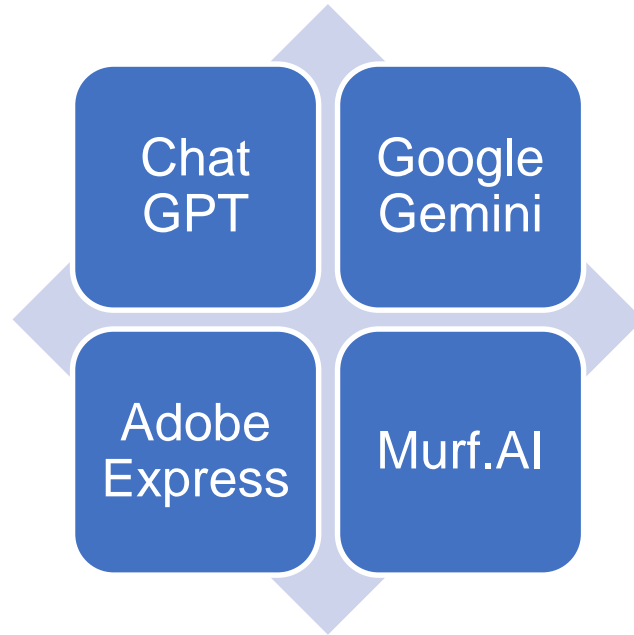 Chat
GPT
Google
Gemini
Adobe
Express
Murf.AI